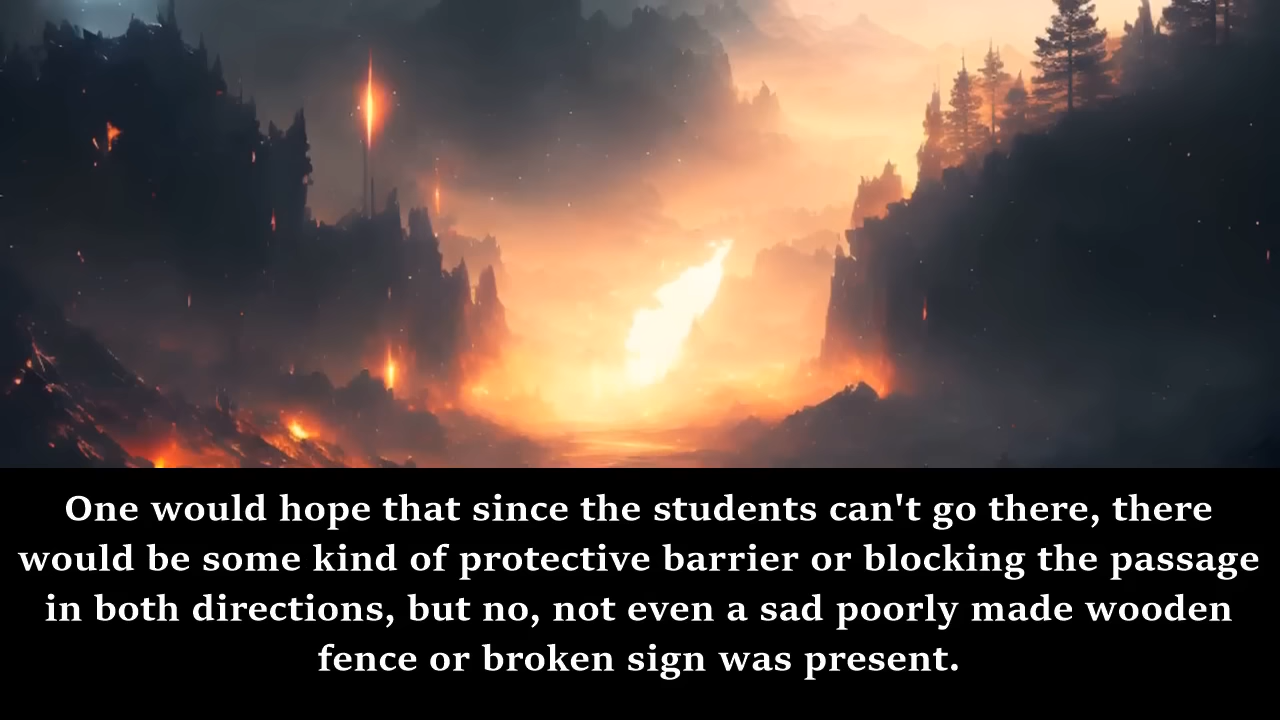 One would hope that since the students can't go there, there
would be some kind of protective barrier or blocking the passage
in both directions, but no, not even a sad poorly made wooden
fence or broken sign was present.